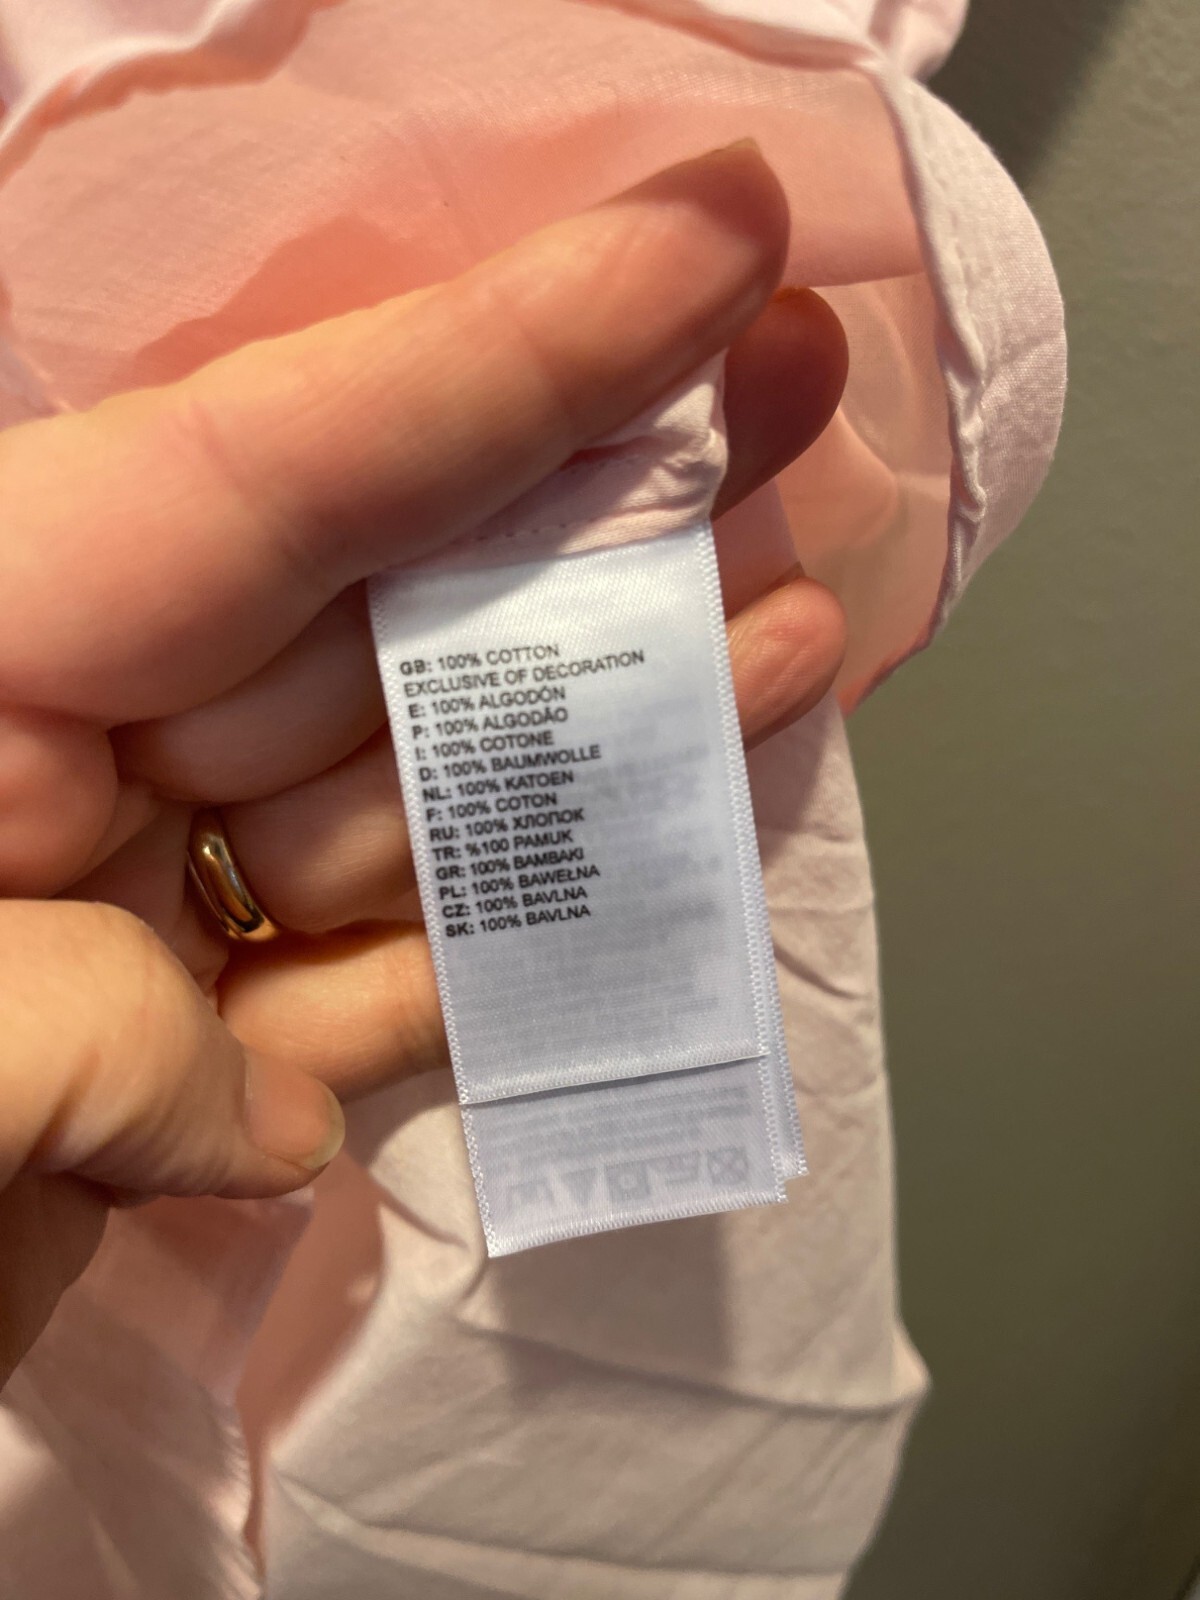 GB: 100% COTTON
EXCLUSIVE OF DECORATION
E: 100% ALGODÓN
P: 100% ALGODÃO
I: 100% COTONE
D: 100% BAUMWOLLE
NL: 100% KATOEN
F: 100% COTON
RU: 100% ХЛОПОК
TR: %100 PAMUK
GR: 100% BAMBAKI
PL: 100% BAWEŁNA
CZ: 100% BAVLNA
SK: 100% BAVLNA